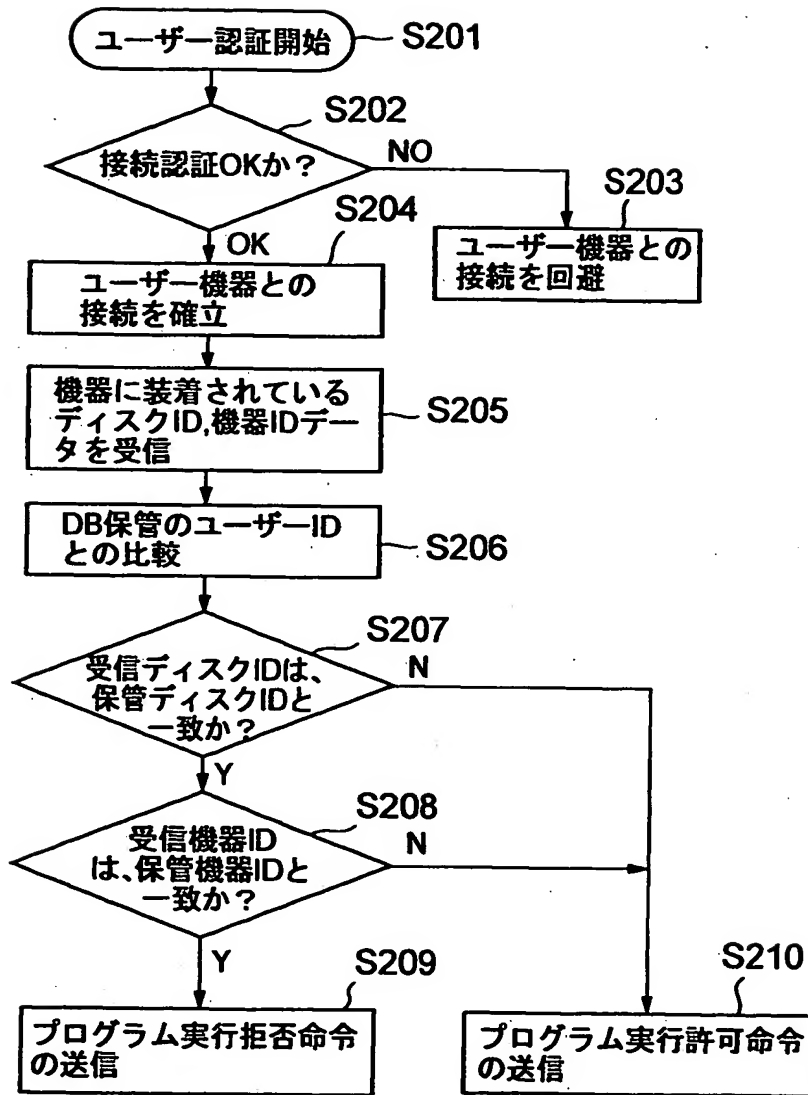 ユーザー認証開始
S201
S202
接続認証OKか？
NO
S203
ユーザー機器との
接続を回避
S204
OK
ユーザー機器との
接続を確立
機器に装着されている
ディスクID,機器IDデー
タを受信
S205
DB保管のユーザーID
との比較
S206
S207
受信ディスクIDは、
保管ディスクIDと
一致か？
N
Y
S208
受信機器ID
は、保管機器IDと
一致か？
N
Y
S209
プログラム実行拒否命令
の送信
S210
プログラム実行許可命令
の送信